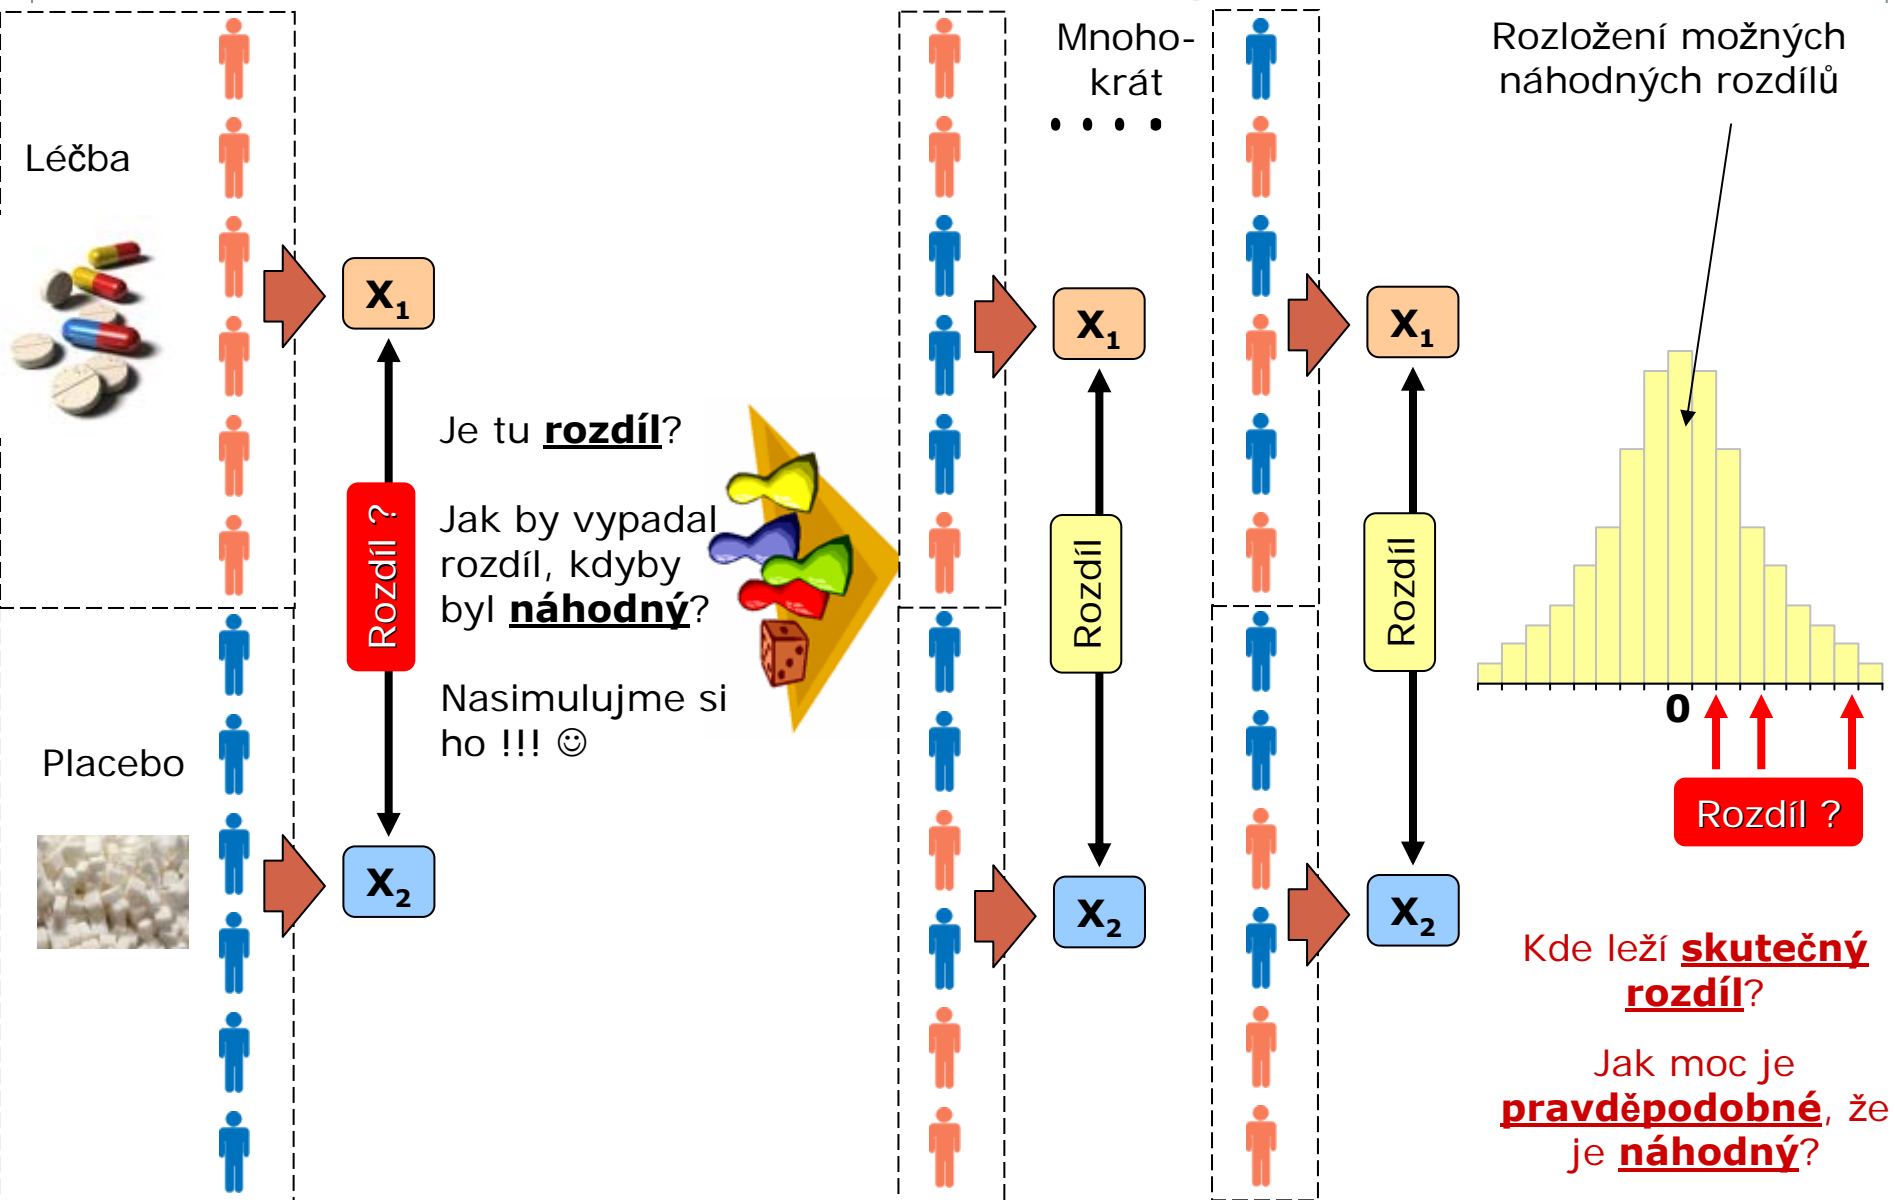 Léčba
X1
Rozdíl ?
X2
Placebo
Je tu rozdíl?
Jak by vypadal
rozdíl, kdyby
byl náhodný?
Nasimulujme si
ho !!! ☺
Mnoho-
krát
. . . .
X1
Rozdíl
X2
X1
Rozdíl
X2
Rozložení možných
náhodných rozdílů
0
Rozdíl ?
Kde leží skutečný
rozdíl?
Jak moc je
pravděpodobné, že
je náhodný?